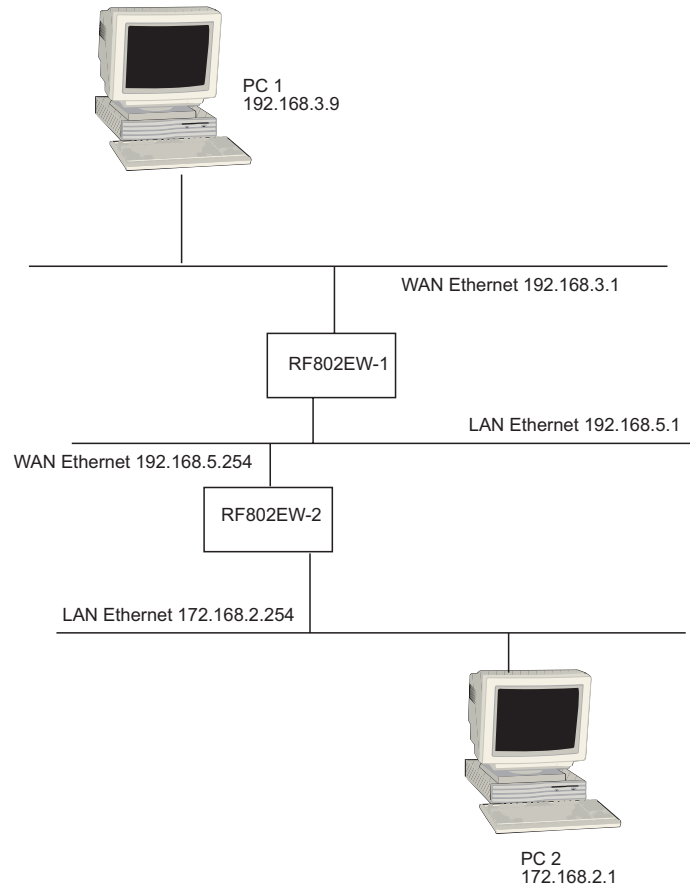 PC 1
192.168.3.9
WAN Ethernet 192.168.3.1
RF802EW-1
LAN Ethernet 192.168.5.1
WAN Ethernet 192.168.5.254
RF802EW-2
LAN Ethernet 172.168.2.254
PC 2
172.168.2.1